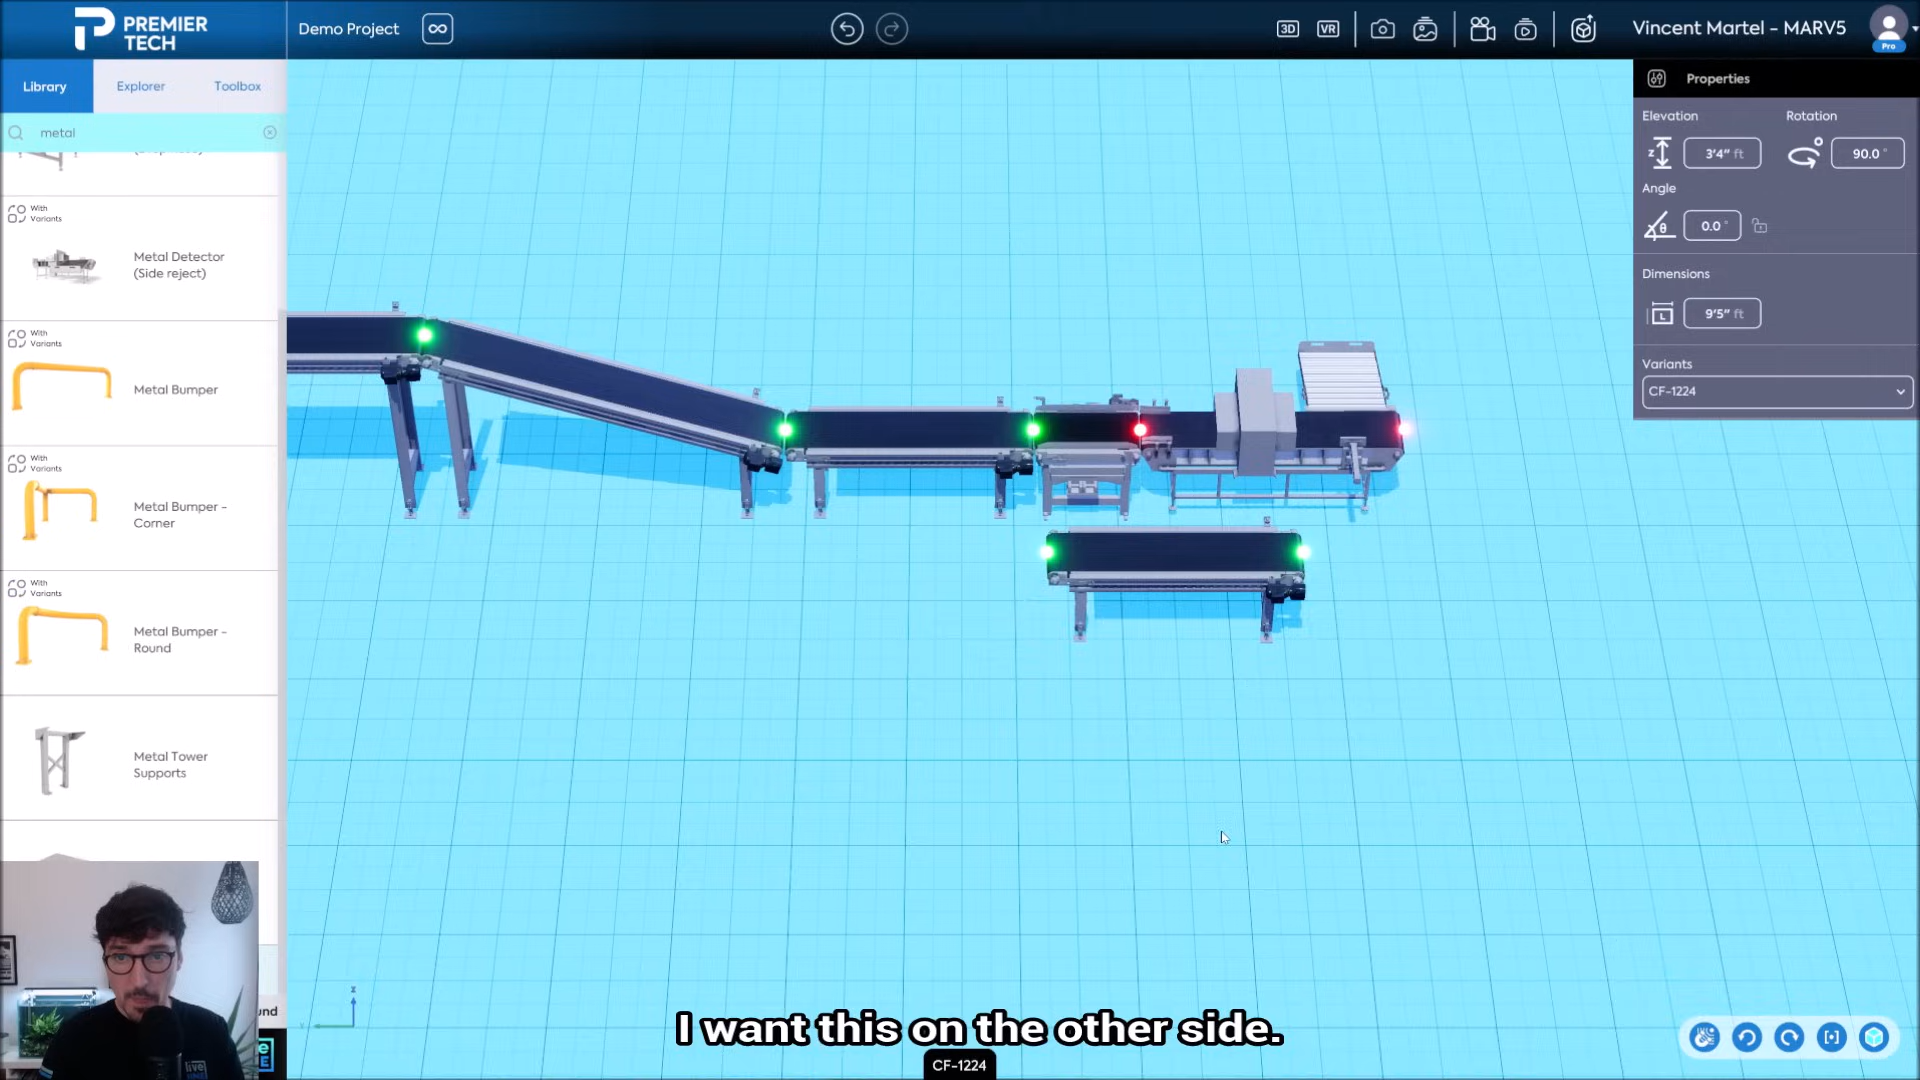 PREMIER
TECH
Demo Project
3D
VR
Vincent Martel - MARV5
Pro
Library
Explorer
Toolbox
metal
With
Variants
Metal Detector
(Side reject)
With
Variants
Metal Bumper
With
Variants
Metal Bumper -
Corner
With
Variants
Metal Bumper -
Round
Metal Tower
Supports
Properties
Elevation
Rotation
Z
3'4" ft
90.0 °
Angle
θ
0.0 °
Dimensions
L
9'5" ft
Variants
CF-1224
I want this on the other side.
CF-1224